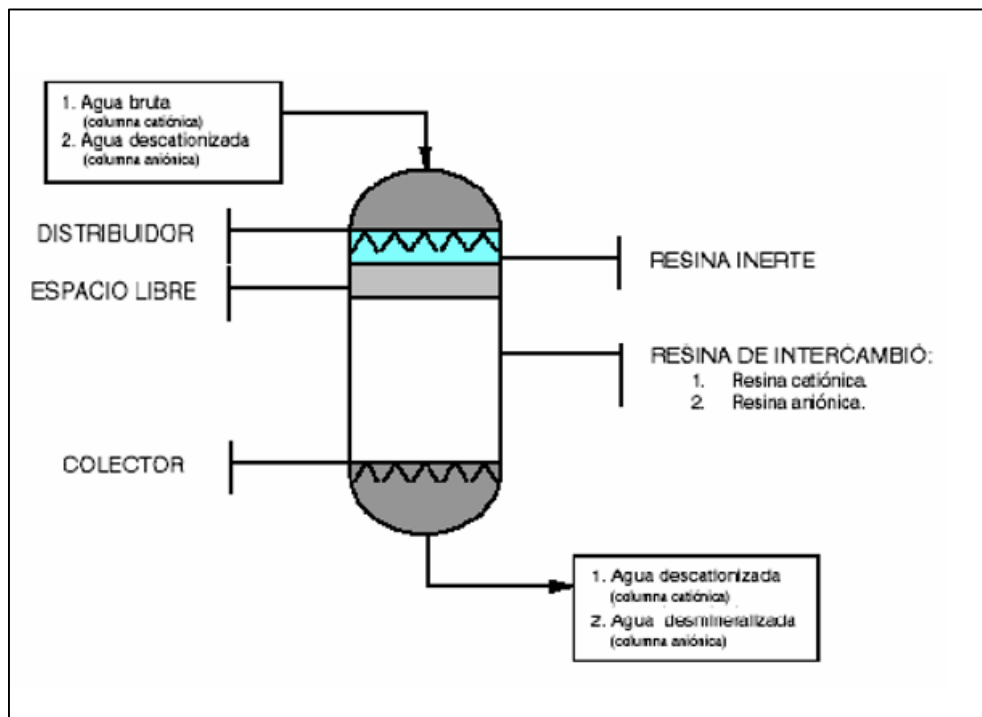 1. Agua bruta
(columna catiónica)
2. Agua descationizada
(columna aniónica)
DISTRIBUIDOR
ESPACIO LIBRE
RESINA INERTE
RESINA DE INTERCAMBIÓ:
1. Resina catiónica.
2. Resina aniónica.
COLECTOR
1. Agua descationizada
(columna catiónica)
2. Agua desmineralizada
(columna aniónica)